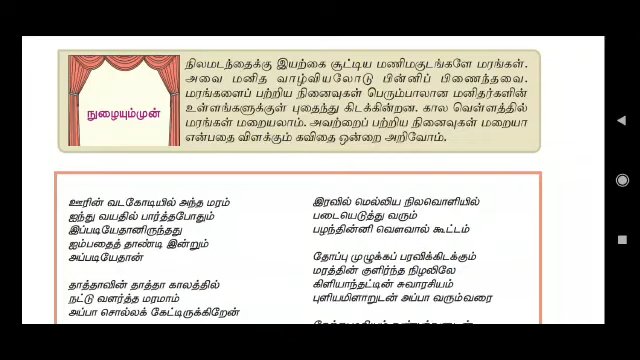 நுழையும்முன்
நிலமடந்தைக்கு இயற்கை சூட்டிய மணிமகுடங்களே மரங்கள்.
அவை மனித வாழ்வியலோடு பின்னிப் பிணைந்தவை.
மரங்களைப் பற்றிய நினைவுகள் பெரும்பாலான மனிதர்களின்
உள்ளங்களுக்குள் புதைந்து கிடக்கின்றன. கால வெள்ளத்தில்
மரங்கள் மறையலாம். அவற்றைப் பற்றிய நினைவுகள் மறையா
என்பதை விளக்கும் கவிதை ஒன்றை அறிவோம்.
ஊரின் வடகோடியில் அந்த மரம்
ஐந்து வயதில் பார்த்தபோதும்
இப்படியேதானிருந்தது
ஐம்பதைத் தாண்டி இன்றும்
அப்படியேதான்
தாத்தாவின் தாத்தா காலத்தில்
நட்டு வளர்த்த மரமாம்
அப்பா சொல்லக் கேட்டிருக்கிறேன்
இரவில் மெல்லிய நிலவொளியில்
படையெடுத்து வரும்
பழந்தின்னி வௌவால் கூட்டம்
தோப்பு முழுக்கப் பரவிக்கிடக்கும்
மரத்தின் குளிர்ந்த நிழலிலே
கிளியாந்தட்டின் சுவாரசியம்
புளியமிளாறுடன் அப்பா வரும்வரை